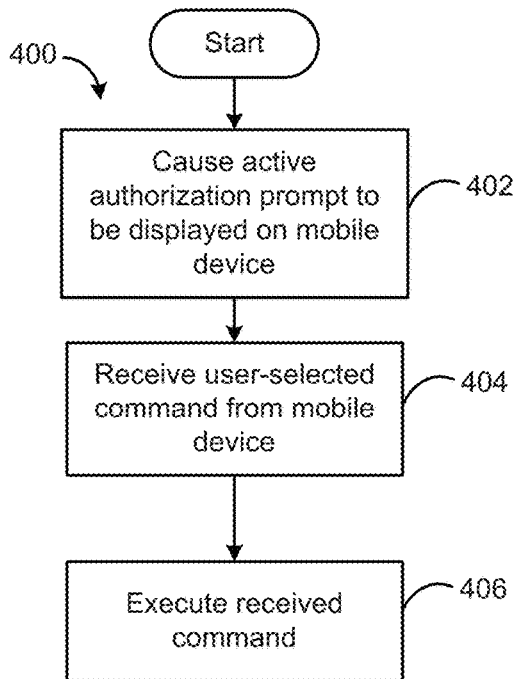 Start
400
Cause active
authorization prompt to
be displayed on mobile
device
402
Receive user-selected
command from mobile
device
404
Execute received
command
406